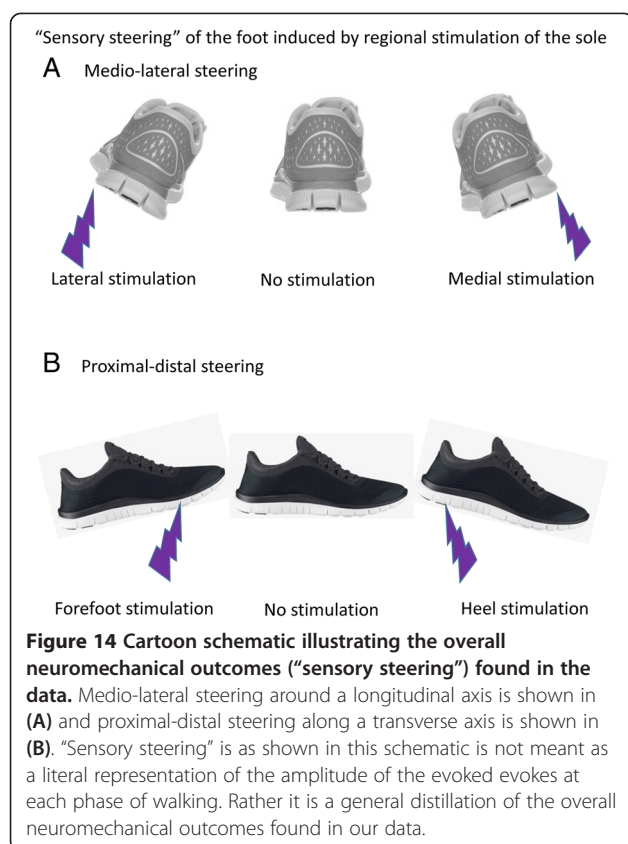 “Sensory steering” of the foot induced by regional stimulation of the sole
A Medio-lateral steering
Lateral stimulation No stimulation Medial stimulation
B Proximal-distal steering
Forefoot stimulation No stimulation Heel stimulation
Figure 14 Cartoon schematic illustrating the overall
neuromechanical outcomes (“sensory steering”) found in the
data. Medio-lateral steering around a longitudinal axis is shown in
(A) and proximal-distal steering along a transverse axis is shown in
(B). “Sensory steering” is as shown in this schematic is not meant as
a literal representation of the amplitude of the evoked evokes at
each phase of walking. Rather it is a general distillation of the overall
neuromechanical outcomes found in our data.